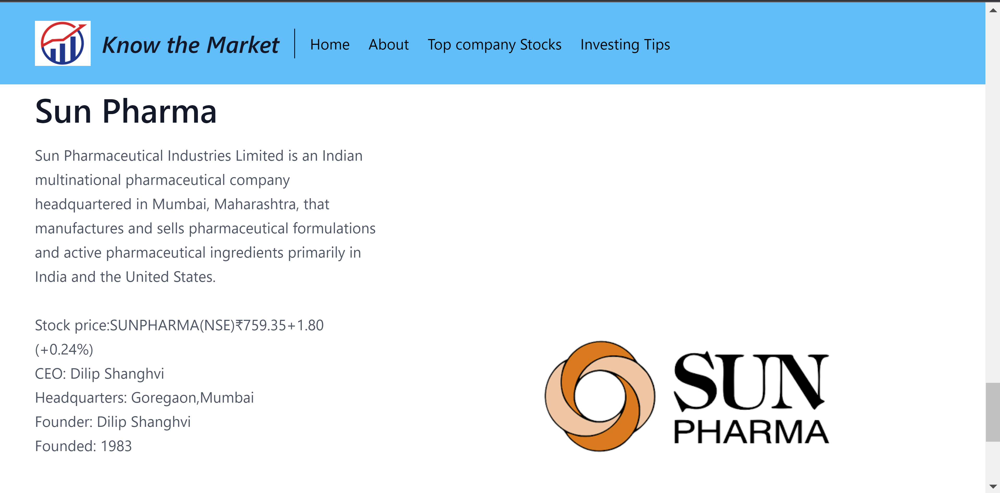 Know the Market
Home About Top company Stocks Investing Tips
Sun Pharma
Sun Pharmaceutical Industries Limited is an Indian
multinational pharmaceutical company
headquartered in Mumbai, Maharashtra, that
manufactures and sells pharmaceutical formulations
and active pharmaceutical ingredients primarily in
India and the United States.
Stock price:SUNPHARMA(NSE)₹759.35+1.80
(+0.24%)
CEO: Dilip Shanghvi
Headquarters: Goregaon,Mumbai
Founder: Dilip Shanghvi
Founded: 1983
SUN
PHARMA